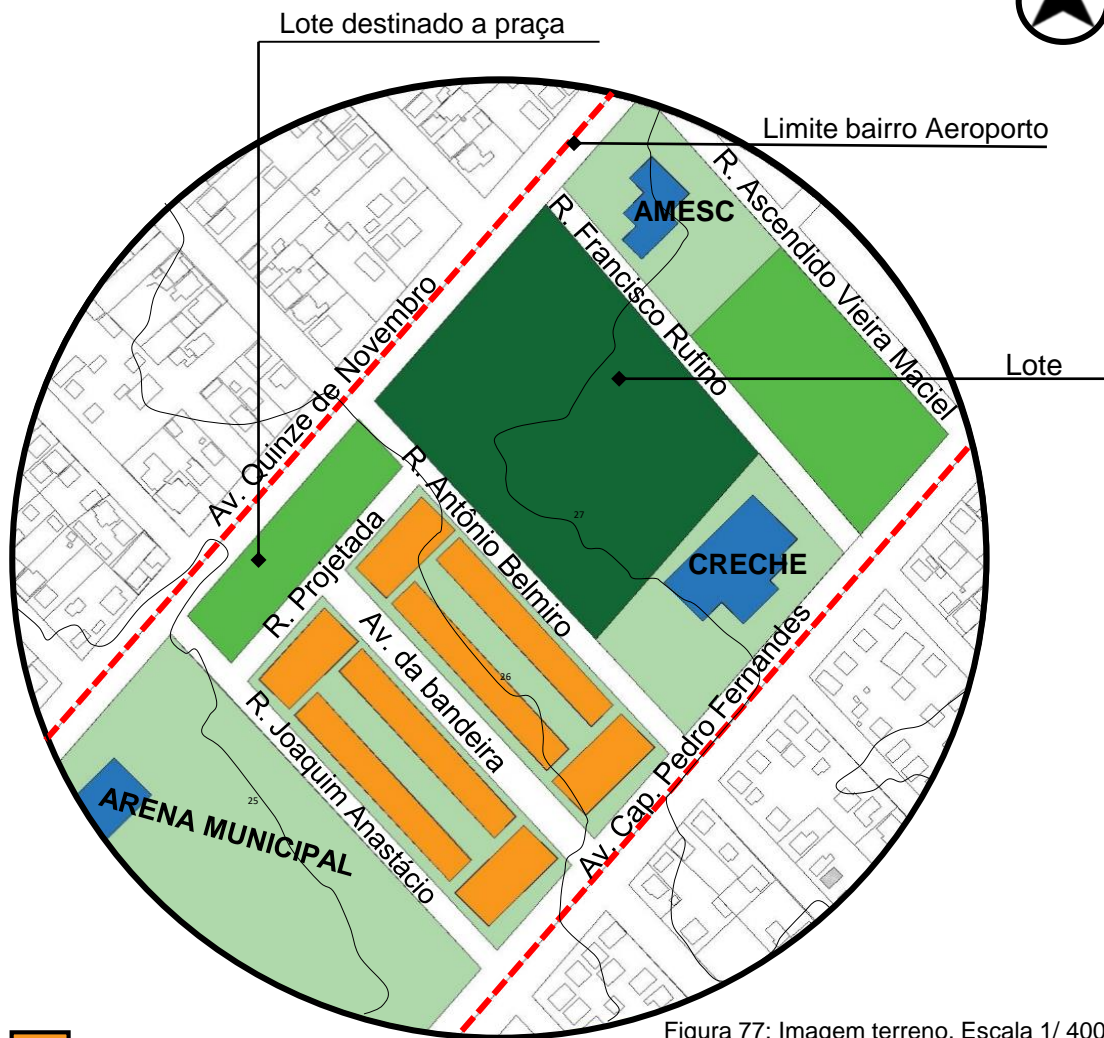 Lote destinado a praça
Limite bairro Aeroporto
R. Ascendido Vieira Maciel
AMESC
R. Francisco Rufino
Av. Quinze de Novembro
Lote
R. Antônio Belmiro
27
R. Projetada
CRECHE
Av. da bandeira
26
R. Joaquim Anastácio
Av. Cap. Pedro Fernandes
25
ARENA MUNICIPAL
Figura 77: Imagem terreno. Escala 1/ 400